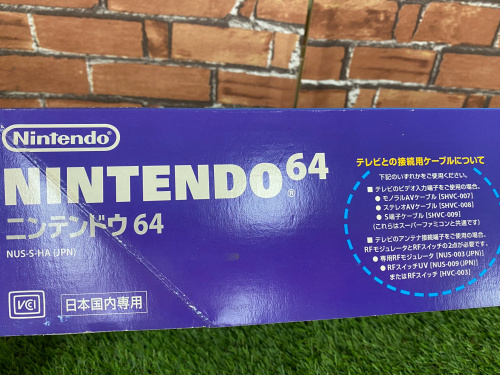 Nintendo
NINTENDO 64
®
ニンテンドウ 64
NUS-S-HA (JPN)
VCI
日本国内専用
テレビとの接続用ケーブルについて
下記のいずれかをご使用ください。
■ テレビのビデオ入力端子をご使用の場合。
● モノラルAVケーブル [SHVC-007]
● ステレオAVケーブル [SHVC-008]
● S端子ケーブル [SHVC-009]
(これらはスーパーファミコンと共通です)
■ テレビのアンテナ接続端子をご使用の場合。
RFモジュレータとRFスイッチの2点が必要です。
● 専用RFモジュレータ [NUS-003 (JPN)]
● RFスイッチUV [NUS-009 (JPN)]
またはRFスイッチ [HVC-003]